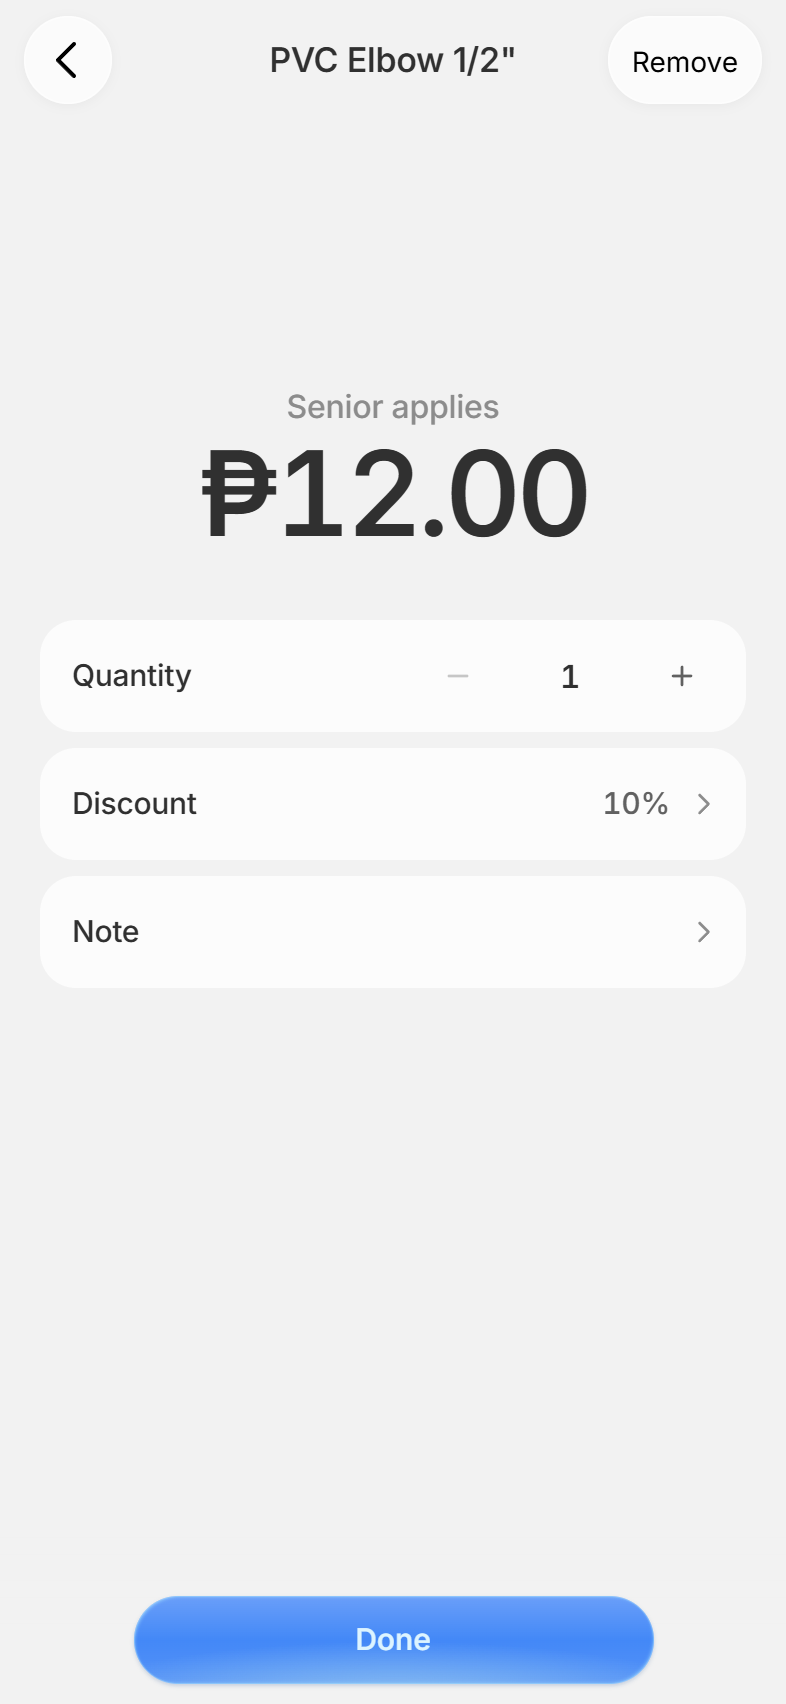 PVC Elbow 1/2"
Remove
Senior applies
₱12.00
Quantity
1
Discount
10%
Note
Done